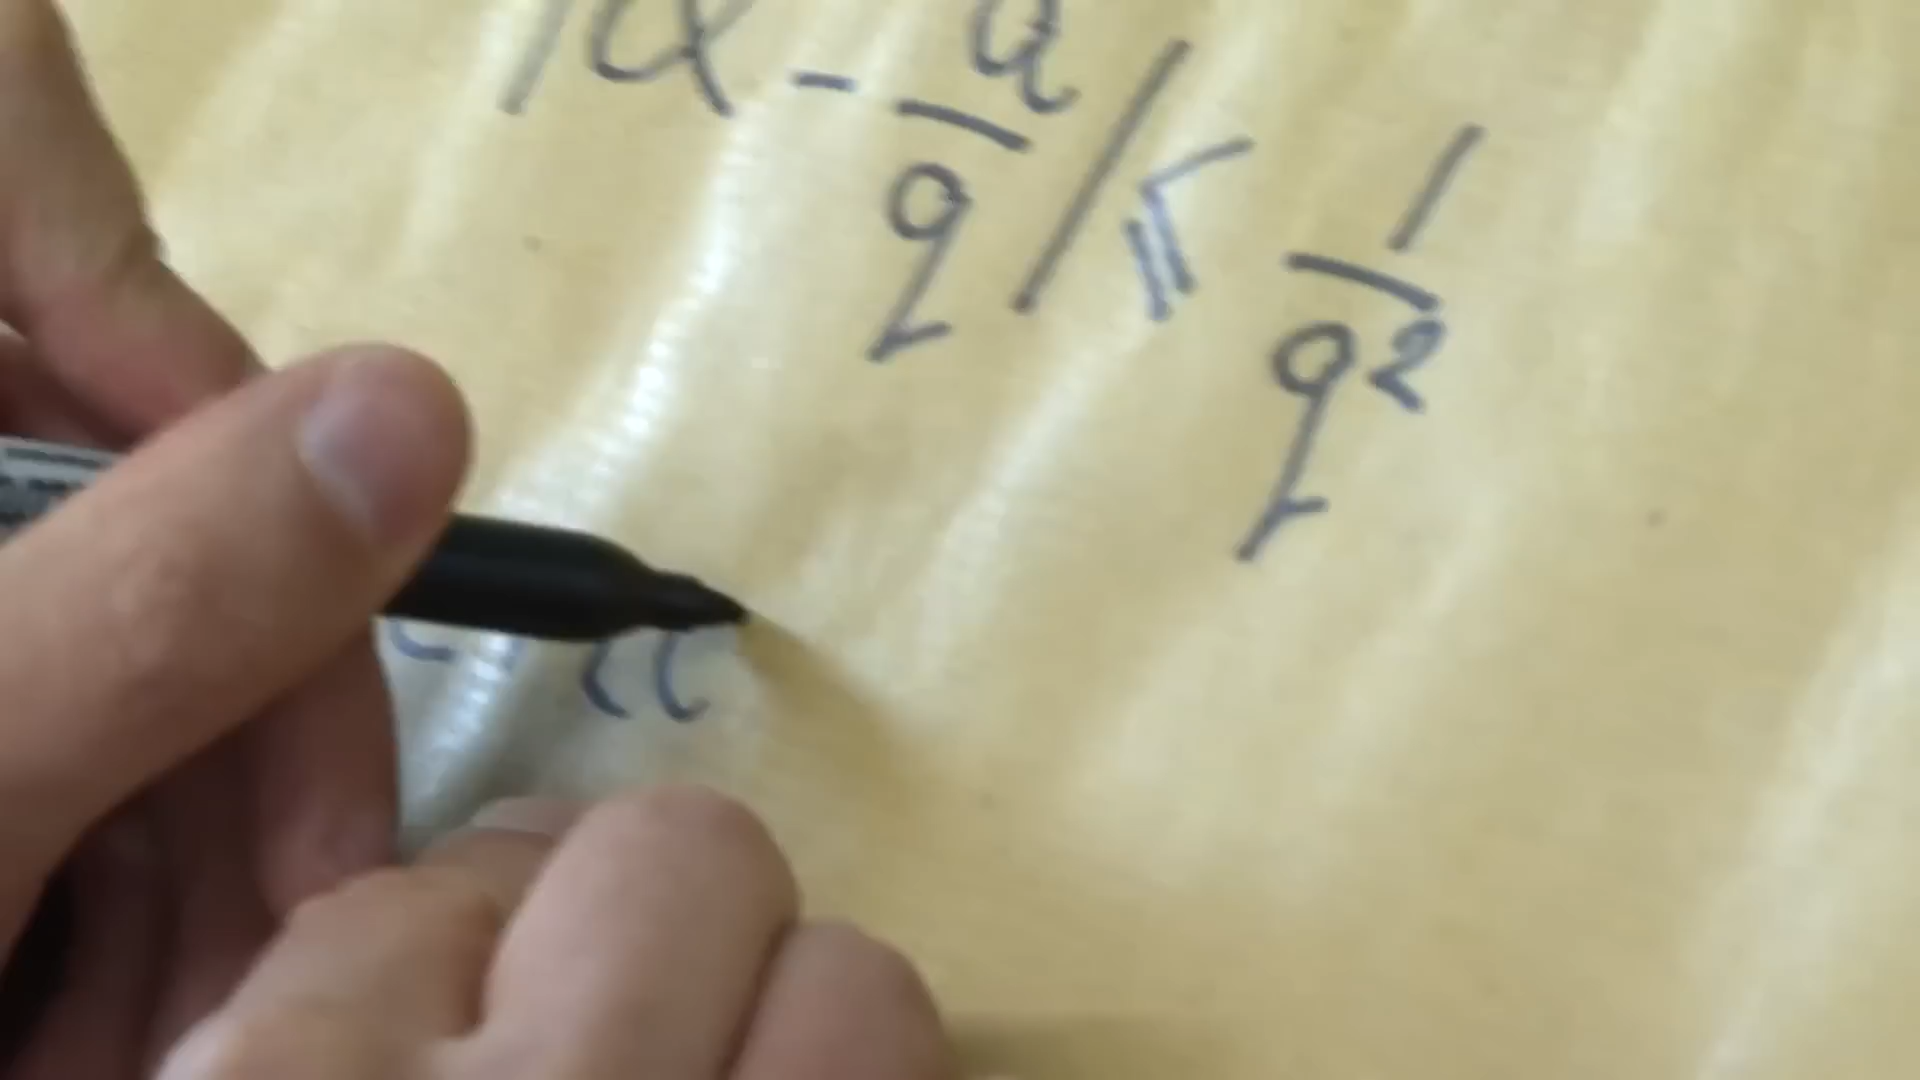 |α - a/q| ⩽ 1/q²
≪